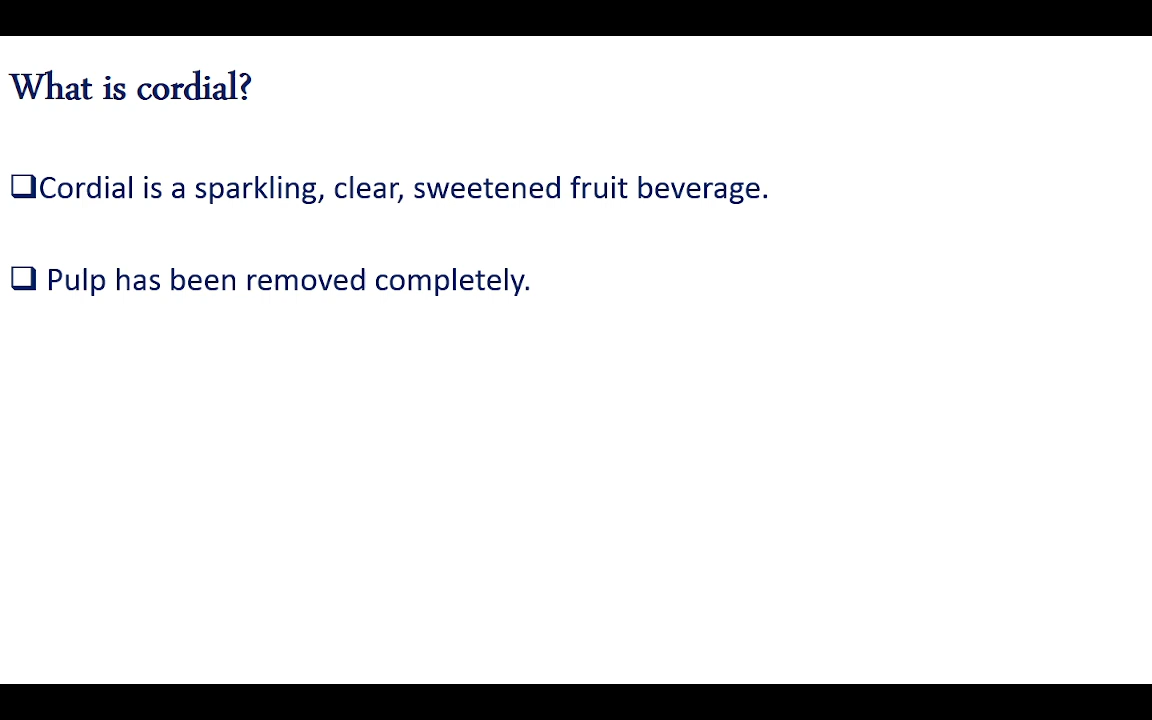 What is cordial?
❑Cordial is a sparkling, clear, sweetened fruit beverage.
❑ Pulp has been removed completely.